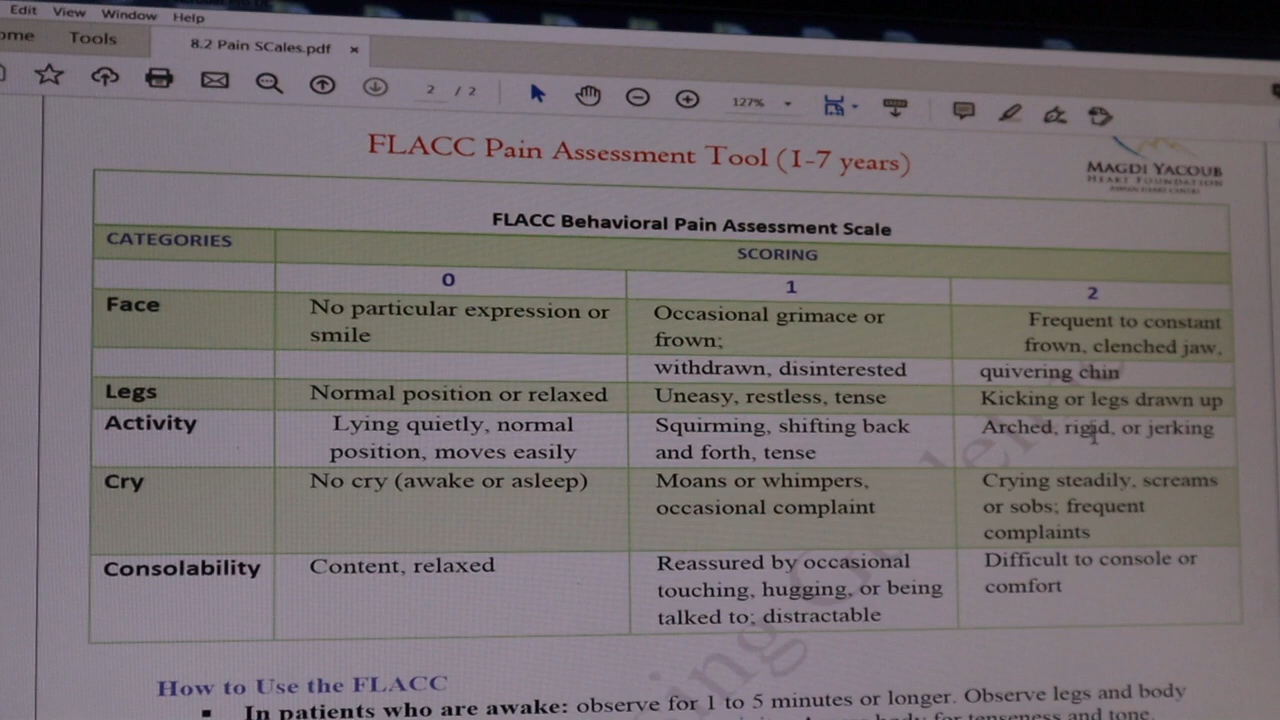 Edit View Window Help
ome Tools 8.2 Pain SCales.pdf ×
2 / 2 127%
FLACC Pain Assessment Tool (1-7 years)
MAGDI YACOUB
HEART FOUNDATION
ASWAN HEART CENTRE
FLACC Behavioral Pain Assessment Scale
CATEGORIES SCORING
0 1 2
Face No particular expression or Occasional grimace or Frequent to constant
smile frown; frown, clenched jaw,
withdrawn, disinterested quivering chin
Legs Normal position or relaxed Uneasy, restless, tense Kicking or legs drawn up
Activity Lying quietly, normal Squirming, shifting back Arched, rigid, or jerking
position, moves easily and forth, tense
Cry No cry (awake or asleep) Moans or whimpers, Crying steadily, screams
occasional complaint or sobs; frequent
complaints
Consolability Content, relaxed Reassured by occasional Difficult to console or
touching, hugging, or being comfort
talked to; distractable
How to Use the FLACC
▪ In patients who are awake: observe for 1 to 5 minutes or longer. Observe legs and body
for tenseness and tone.